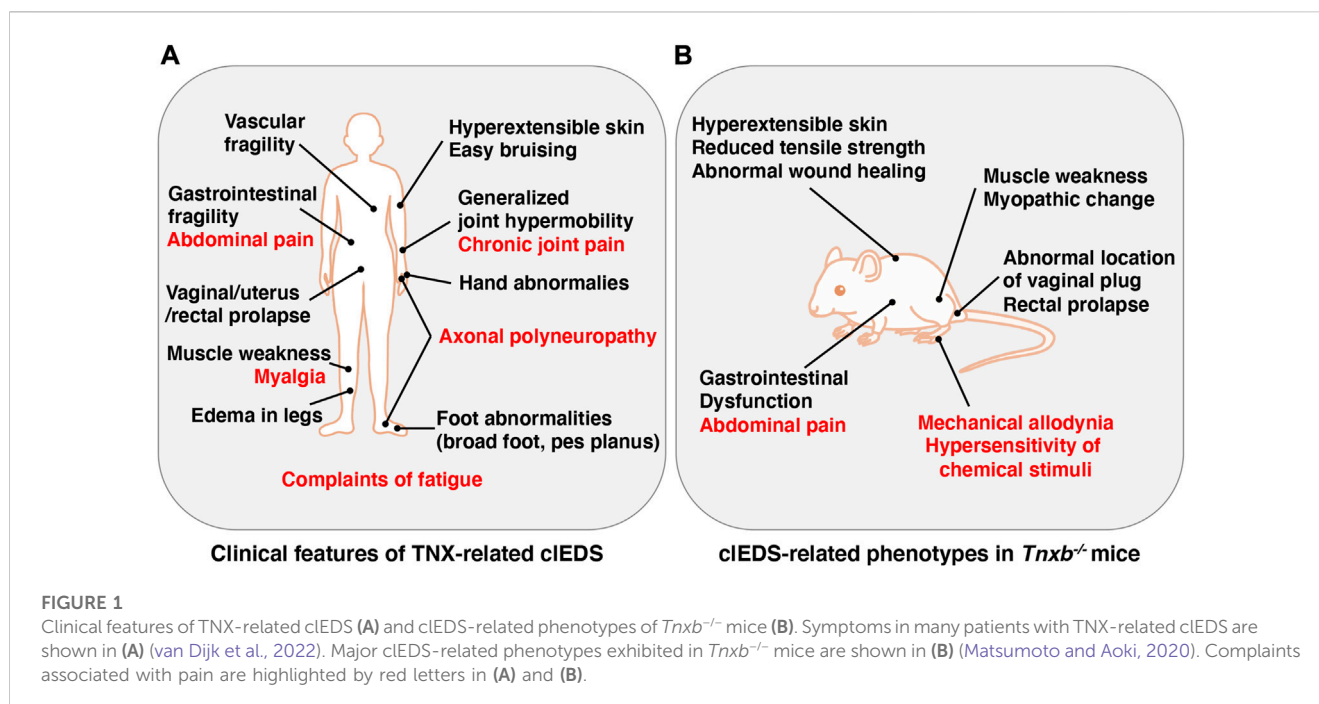 A
Vascular
fragility
Hyperextensible skin
Easy bruising
Gastrointestinal
fragility
Abdominal pain
Generalized
joint hypermobility
Chronic joint pain
Hand abnormalies
Vaginal/uterus
/rectal prolapse
Axonal polyneuropathy
Muscle weakness
Myalgia
Edema in legs
Foot abnormalities
(broad foot, pes planus)
Complaints of fatigue
Clinical features of TNX-related clEDS
B
Hyperextensible skin
Reduced tensile strength
Abnormal wound healing
Muscle weakness
Myopathic change
Abnormal location
of vaginal plug
Rectal prolapse
Gastrointestinal
Dysfunction
Abdominal pain
Mechanical allodynia
Hypersensitivity of
chemical stimuli
clEDS-related phenotypes in Tnxb-/- mice
FIGURE 1
Clinical features of TNX-related clEDS (A) and clEDS-related phenotypes of Tnxb−/− mice (B). Symptoms in many patients with TNX-related clEDS are
shown in (A) (van Dijk et al., 2022). Major clEDS-related phenotypes exhibited in Tnxb−/− mice are shown in (B) (Matsumoto and Aoki, 2020). Complaints
associated with pain are highlighted by red letters in (A) and (B).